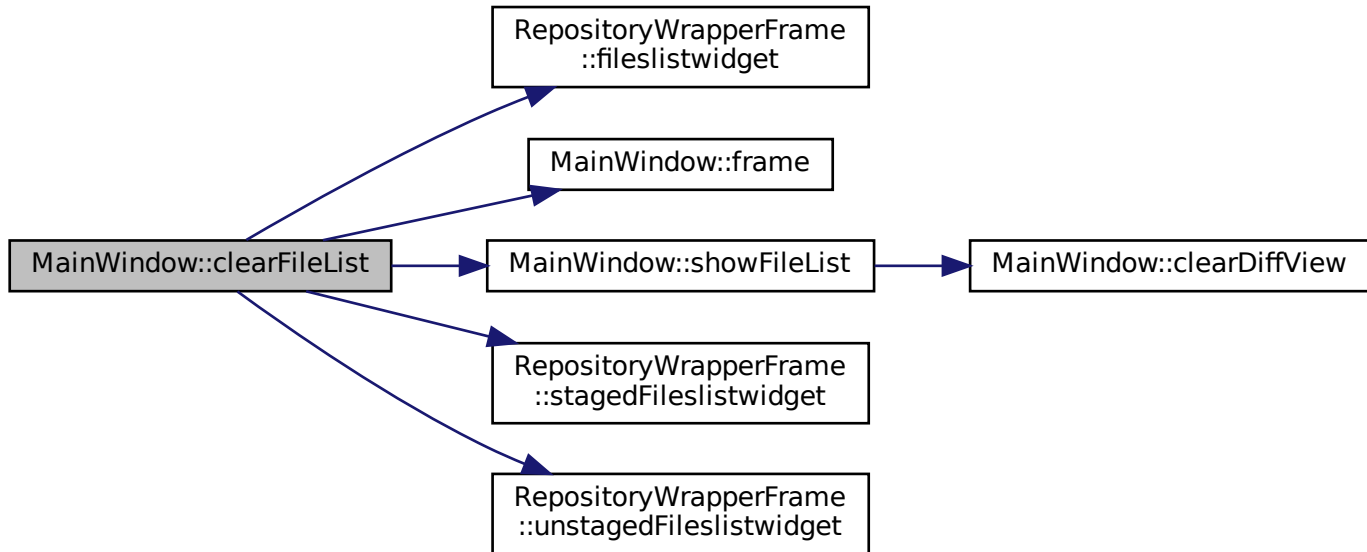 RepositoryWrapperFrame
::fileslistwidget
MainWindow::frame
MainWindow::clearFileList
MainWindow::showFileList
MainWindow::clearDiffView
RepositoryWrapperFrame
::stagedFileslistwidget
RepositoryWrapperFrame
::unstagedFileslistwidget